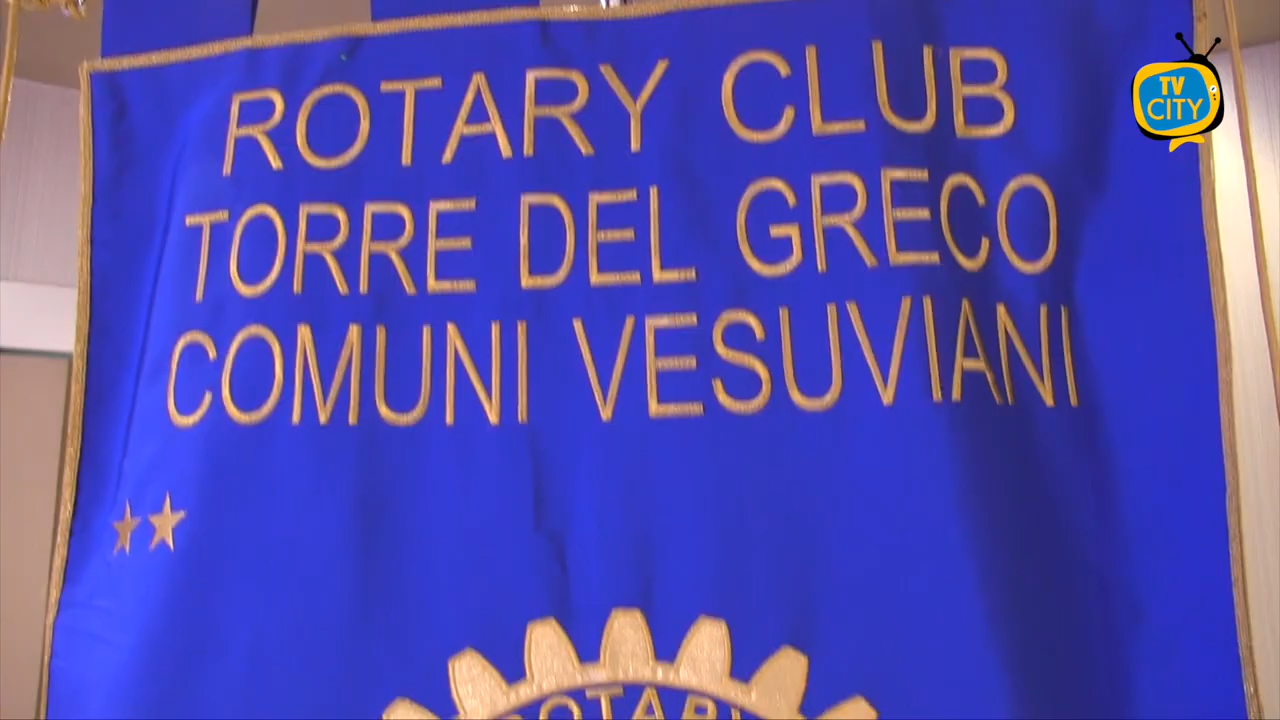 ROTARY CLUB
TORRE DEL GRECO
COMUNI VESUVIANI
TV
CITY